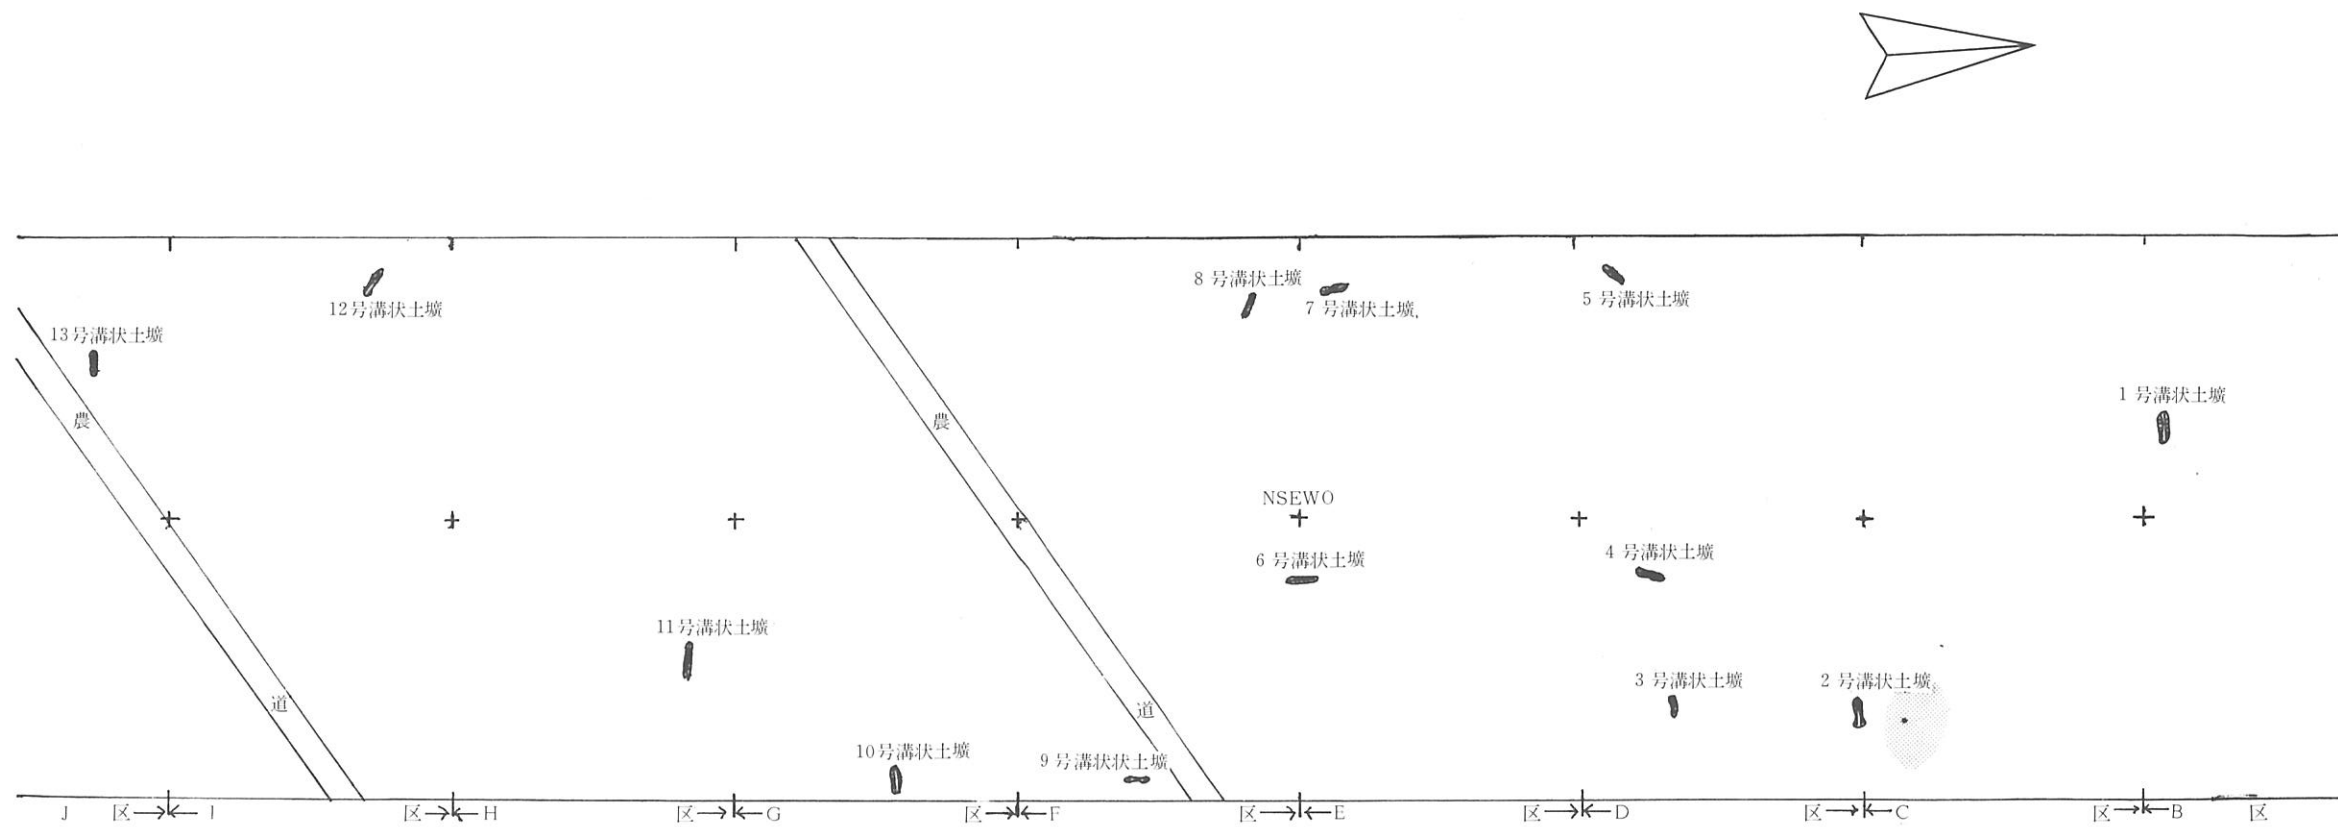 8 号溝状土壙
12号溝状土壙
7 号溝状土壙
5 号溝状土壙
13号溝状土壙
1 号溝状土壙
農
農
NSEWO
6 号溝状土壙
4 号溝状土壙
11号溝状土壙
3 号溝状土壙
2 号溝状土壙
道
道
10号溝状土壙
9号溝状状土壙
J 区→←I 区→←H 区→←G 区→←F 区→←E 区→←D 区→←C 区→←B 区